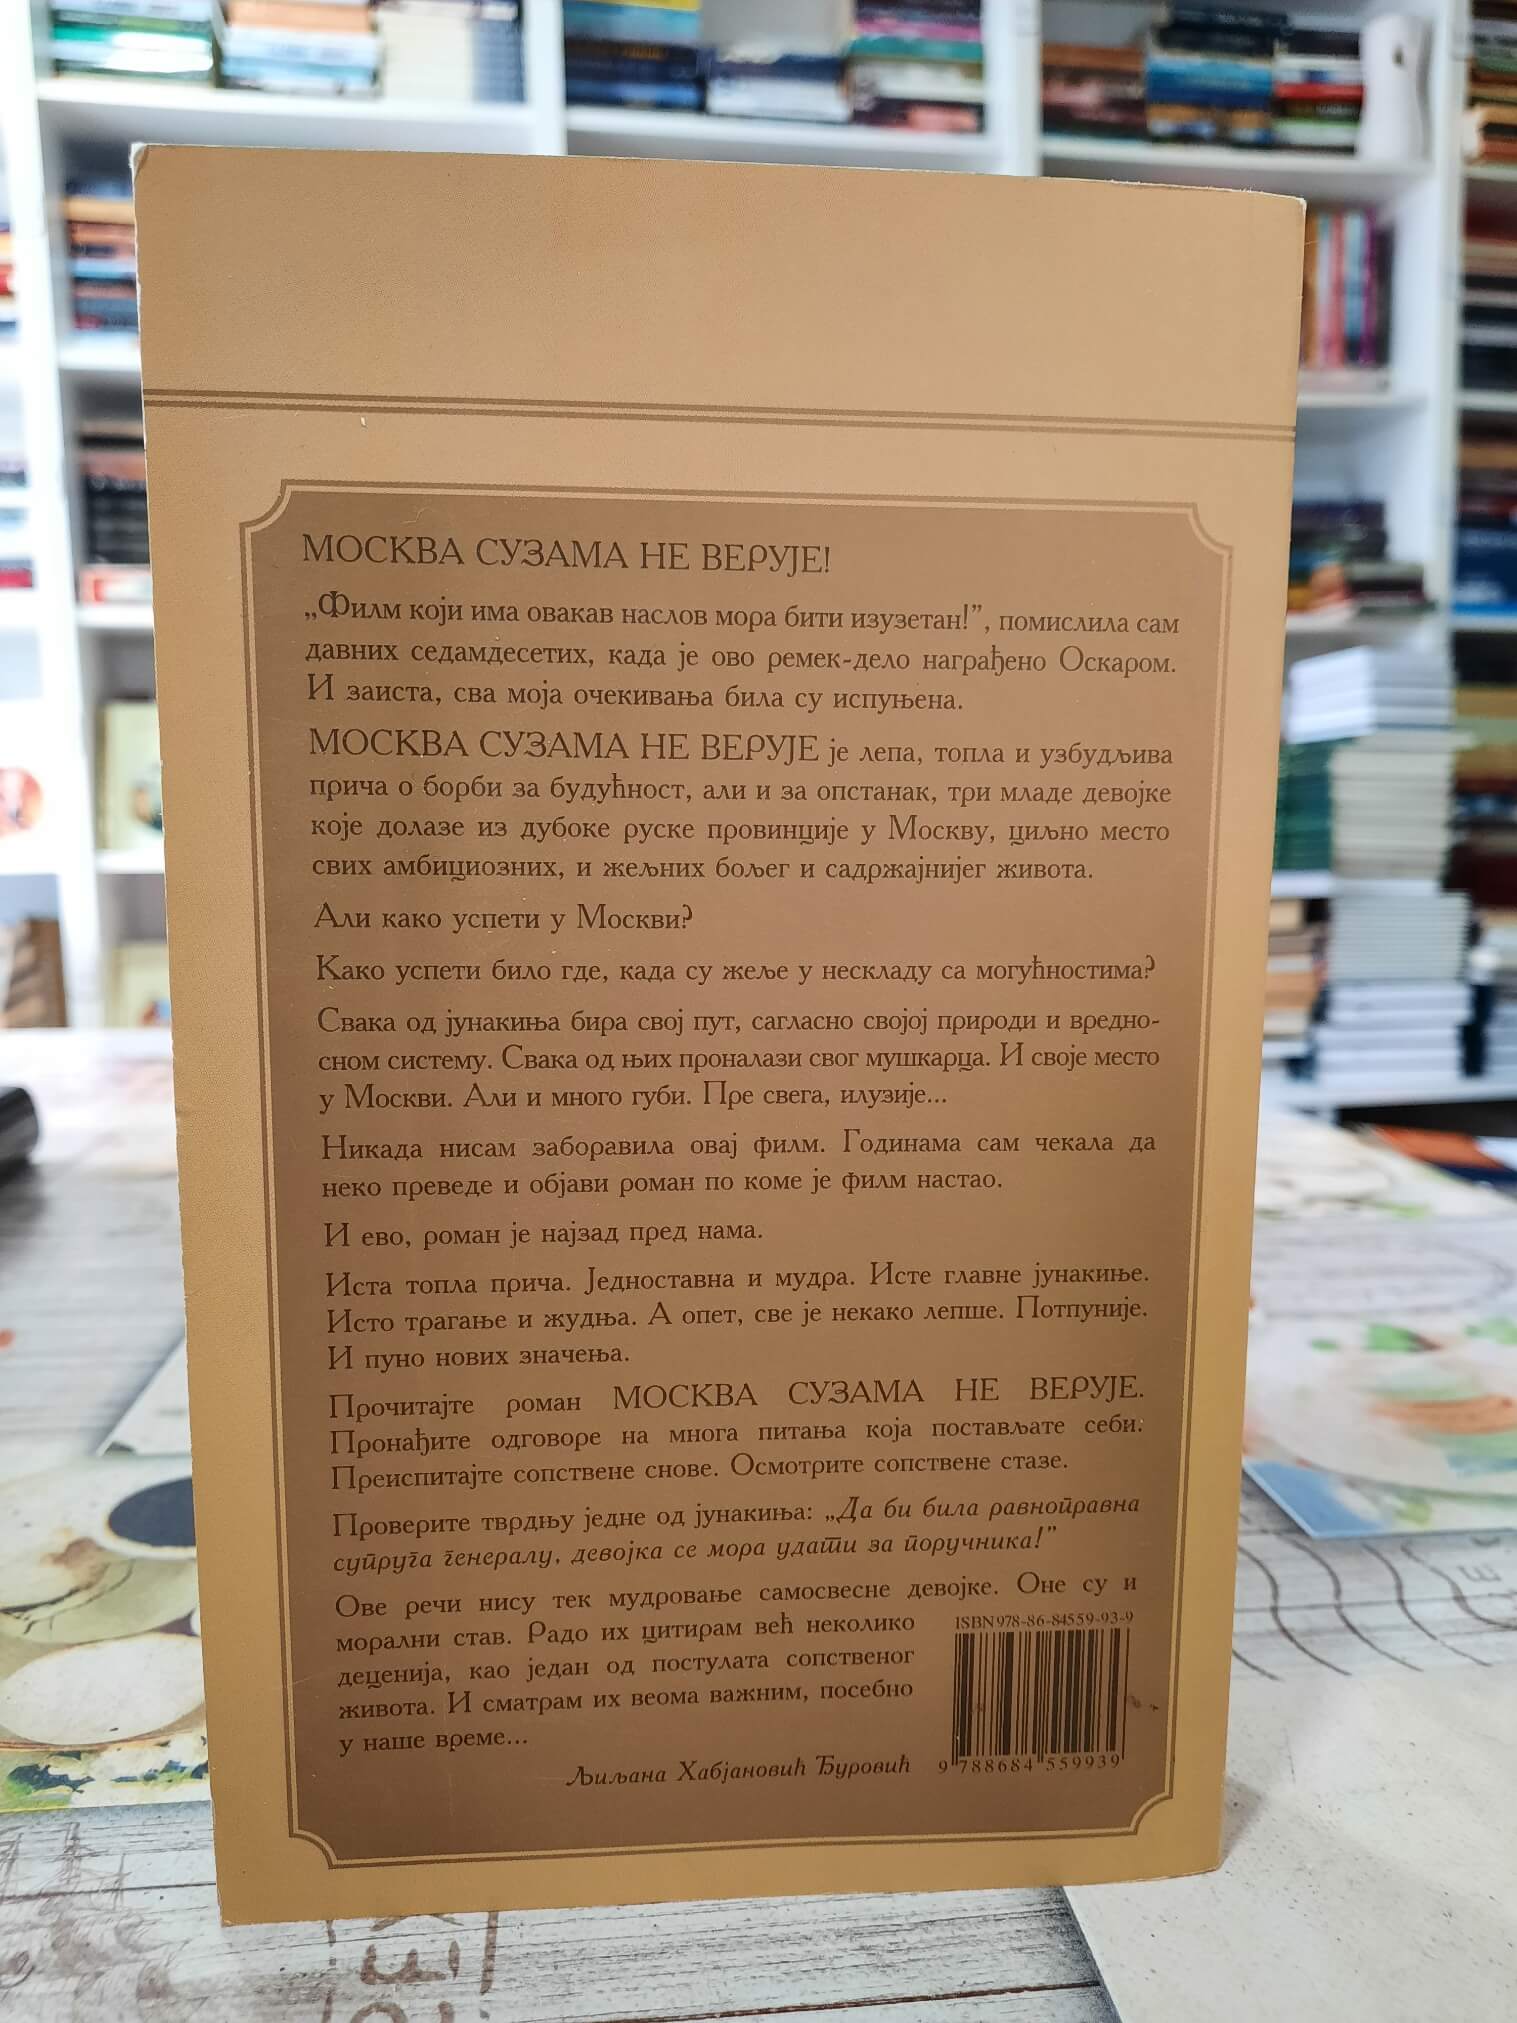 МОСКВА СУЗАМА НЕ ВЕРУЈЕ!
„Филм који има овакав наслов мора бити изузетан!”, помислила сам
давних седамдесетих, када је ово ремек-дело награђено Оскаром.
И заиста, сва моја очекивања била су испуњена.
МОСКВА СУЗАМА НЕ ВЕРУЈЕ је лепа, топла и узбудљива
прича о борби за будућност, али и за опстанак, три младе девојке
које долазе из дубоке руске провинције у Москву, циљно место
свих амбициозних, и жељних бољег и садржајнијег живота.
Али како успети у Москви?
Како успети било где, када су жеље у нескладу са могућностима?
Свака од јунакиња бира свој пут, сагласно својој природи и вредно-
сном систему. Свака од њих проналази свог мушкарца. И своје место
у Москви. Али и много губи. Пре свега, илузије...
Никада нисам заборавила овај филм. Годинама сам чекала да
неко преведе и објави роман по коме је филм настао.
И ево, роман је најзад пред нама.
Иста топла прича. Једноставна и мудра. Исте главне јунакиње.
Исто трагање и жудња. А опет, све је некако лепше. Потпуније.
И пуно нових значења.
Прочитајте роман МОСКВА СУЗАМА НЕ ВЕРУЈЕ.
Пронађите одговоре на многа питања која постављате себи.
Преиспитајте сопствене снове. Осмотрите сопствене стазе.
Проверите тврдњу једне од јунакиња: „Да би била равноправна
супруга генералу, девојка се мора удати за поручника!”
Ове речи нису тек мудровање самосвесне девојке. Оне су и
морални став. Радо их цитирам већ неколико
деценија, као један од постулата сопственог
живота. И сматрам их веома важним, посебно
у наше време...
Љиљана Хабјановић Ђуровић
ISBN 978-86-84559-93-9
9 788684 559939